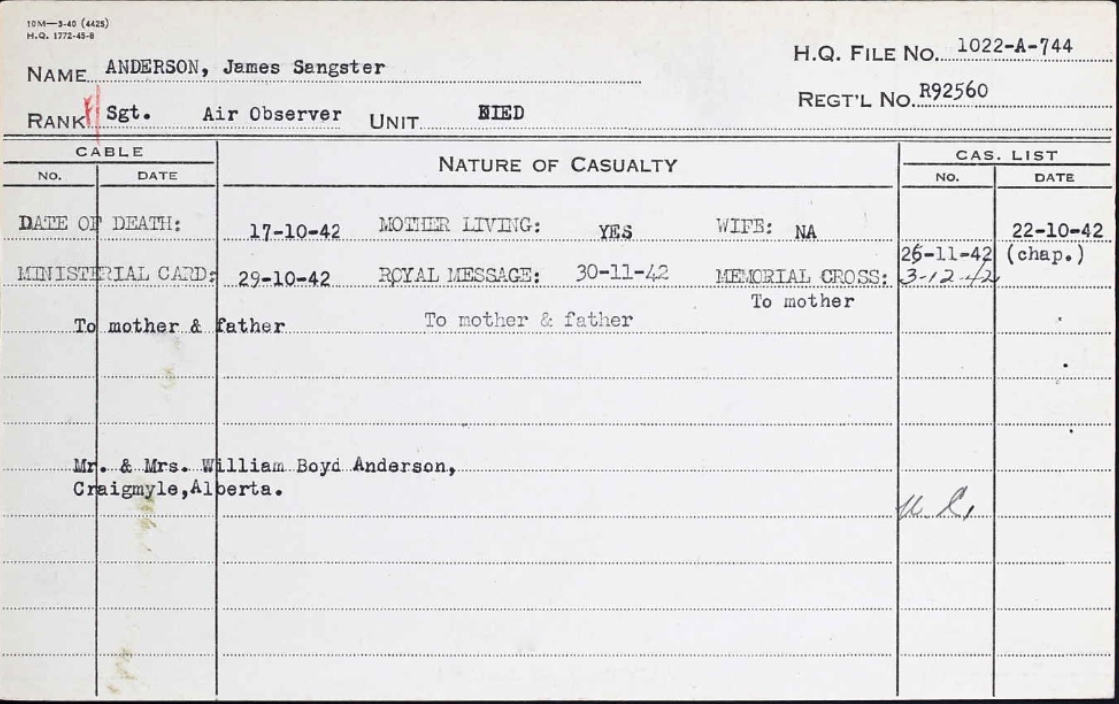 10M—3-40 (4425)
H.Q. 1772-45-8
H.Q. FILE NO. 1022-A-744
NAME ANDERSON, James Sangster
REGT'L NO. R92560
RANK Sgt. Air Observer UNIT DIED
CABLE NATURE OF CASUALTY CAS. LIST
NO. DATE NO. DATE
DATE OF DEATH: 17-10-42 MOTHER LIVING: YES WIFE: NA 22-10-42
26-11-42 (chap.)
MINISTERIAL CARD: 29-10-42 ROYAL MESSAGE: 30-11-42 MEMORIAL CROSS: 3-12-42
To mother
To mother & father To mother & father
Mr. & Mrs. William Boyd Anderson,
Craigmyle,Alberta.